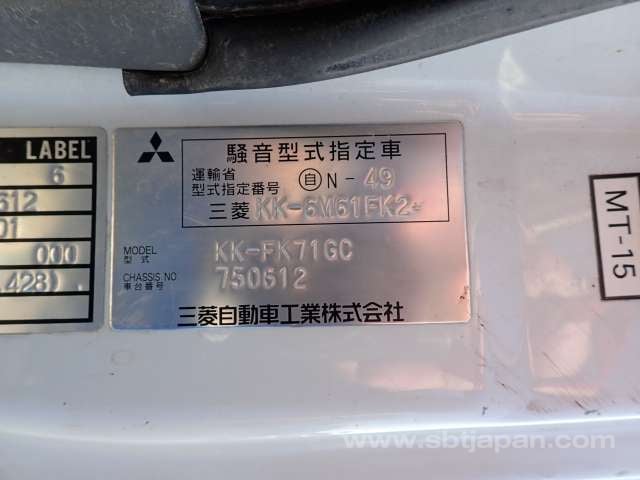 LABEL
6
612
01
000
.428)
騒音型式指定車
運輸省
型式指定番号
自 N - 49
三菱 KK-6M61FK2-
MODEL
型式
KK-FK71GC
CHASSIS NO
車台番号
750612
三菱自動車工業株式会社
MT-15
www.sbtjapan.com